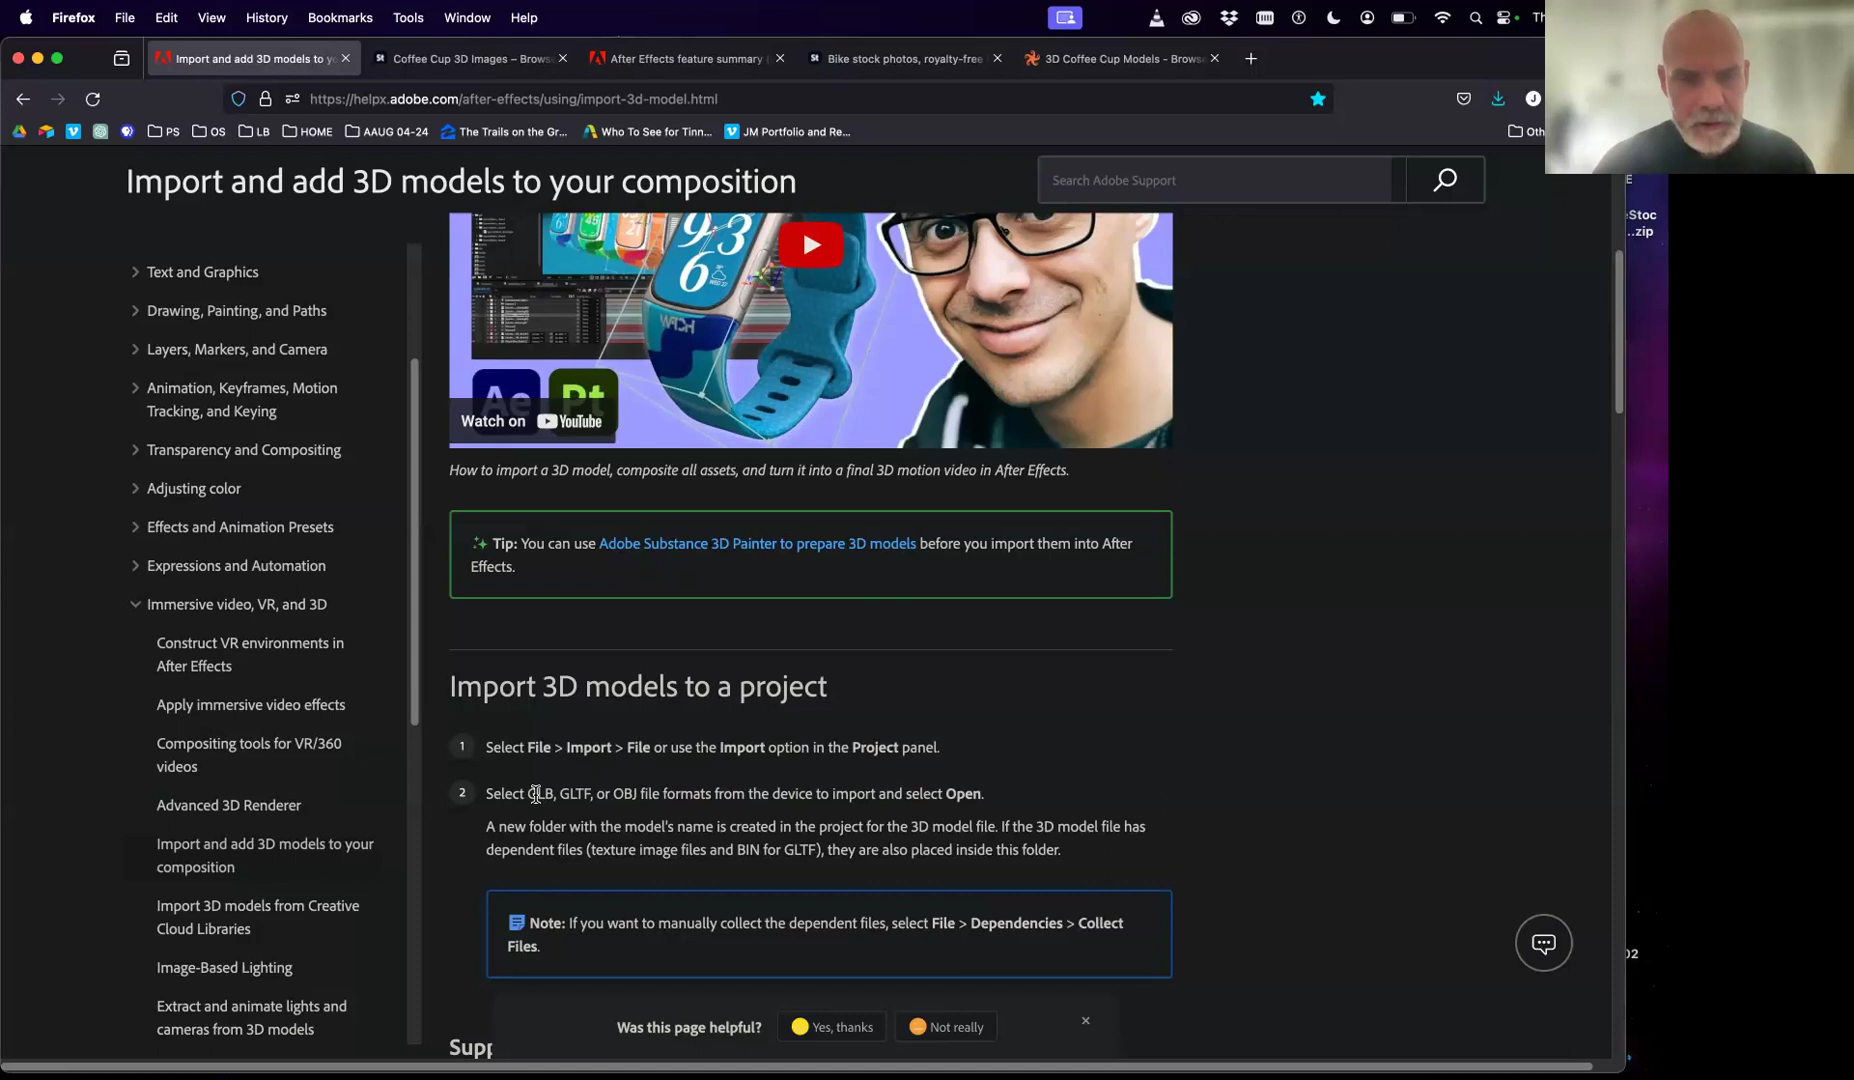 Firefox File Edit View History Bookmarks Tools Window Help
Import and add 3D models to yo
Coffee Cup 3D Images – Brows
After Effects feature summary (
Bike stock photos, royalty-free
3D Coffee Cup Models - Browse
https://helpx.adobe.com/after-effects/using/import-3d-model.html
PS OS LB HOME AAUG 04-24 The Trails on the Gr... Who To See for Tinn... JM Portfolio and Re...
Import and add 3D models to your composition
Search Adobe Support
eStoc
...zip
Text and Graphics
Drawing, Painting, and Paths
Layers, Markers, and Camera
Animation, Keyframes, Motion
Tracking, and Keying
Transparency and Compositing
Adjusting color
Effects and Animation Presets
Expressions and Automation
Immersive video, VR, and 3D
Construct VR environments in
After Effects
Apply immersive video effects
Compositing tools for VR/360
videos
Advanced 3D Renderer
Import and add 3D models to your
composition
Import 3D models from Creative
Cloud Libraries
Image-Based Lighting
Extract and animate lights and
cameras from 3D models
Ae Pt
Watch on YouTube
How to import a 3D model, composite all assets, and turn it into a final 3D motion video in After Effects.
Tip: You can use Adobe Substance 3D Painter to prepare 3D models before you import them into After
Effects.
Import 3D models to a project
1 Select File > Import > File or use the Import option in the Project panel.
2 Select GLB, GLTF, or OBJ file formats from the device to import and select Open.
A new folder with the model's name is created in the project for the 3D model file. If the 3D model file has
dependent files (texture image files and BIN for GLTF), they are also placed inside this folder.
Note: If you want to manually collect the dependent files, select File > Dependencies > Collect
Files.
Was this page helpful? Yes, thanks Not really
Supp
02